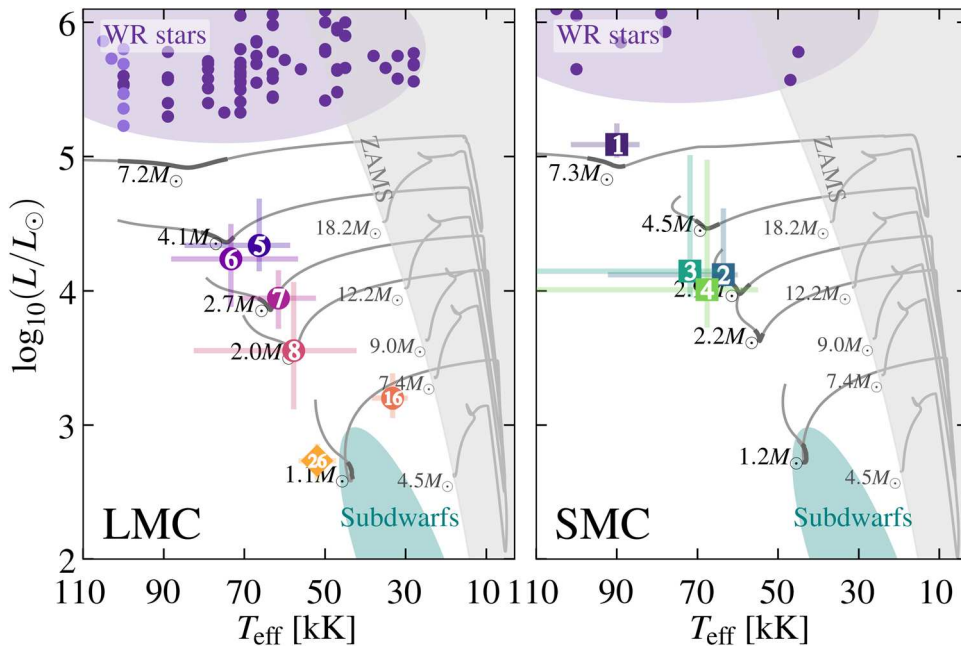 WR stars
ZAMS
7.2M☉
4.1M☉
18.2M☉
5
6
2.7M☉
12.2M☉
7
2.0M☉
9.0M☉
8
7.4M☉
16
26
1.1M☉
4.5M☉
Subdwarfs
LMC
6
5
4
3
2
log₁₀(L/L☉)
110 90 70 50 30 10
T_eff [kK]
WR stars
ZAMS
1
7.3M☉
4.5M☉
18.2M☉
3
2
4
12.2M☉
2.2M☉
9.0M☉
7.4M☉
1.2M☉
4.5M☉
Subdwarfs
SMC
110 90 70 50 30 10
T_eff [kK]